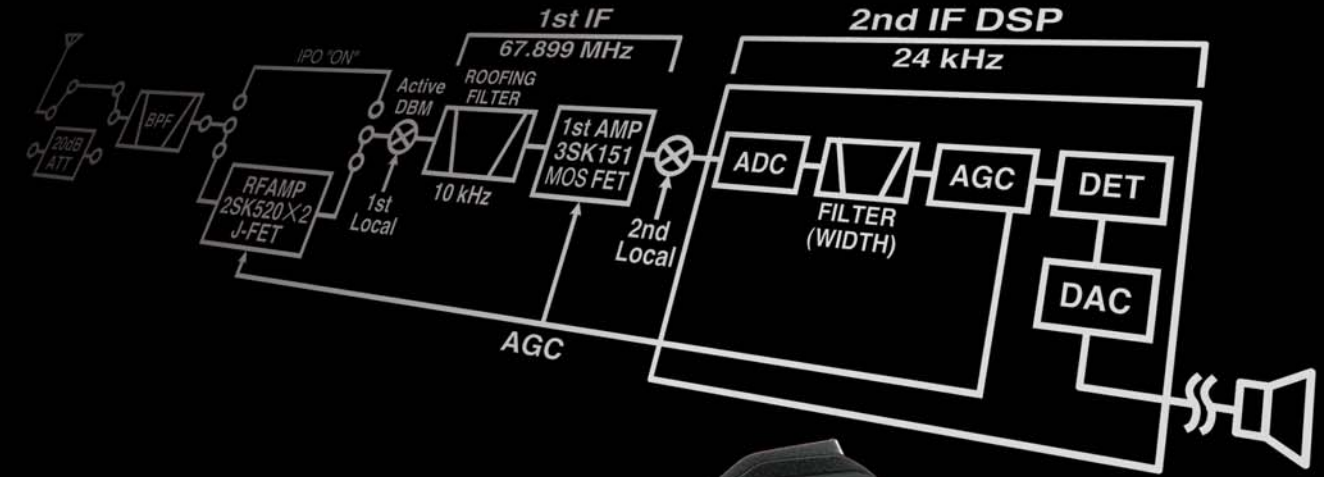 1st IF
67.899 MHz
2nd IF DSP
24 kHz
IPO "ON"
20dB
ATT
BPF
RFAMP
2SK520×2
J-FET
Active
DBM
1st
Local
ROOFING
FILTER
10 kHz
1st AMP
3SK151
MOS FET
2nd
Local
ADC
FILTER
(WIDTH)
AGC
DET
DAC
AGC